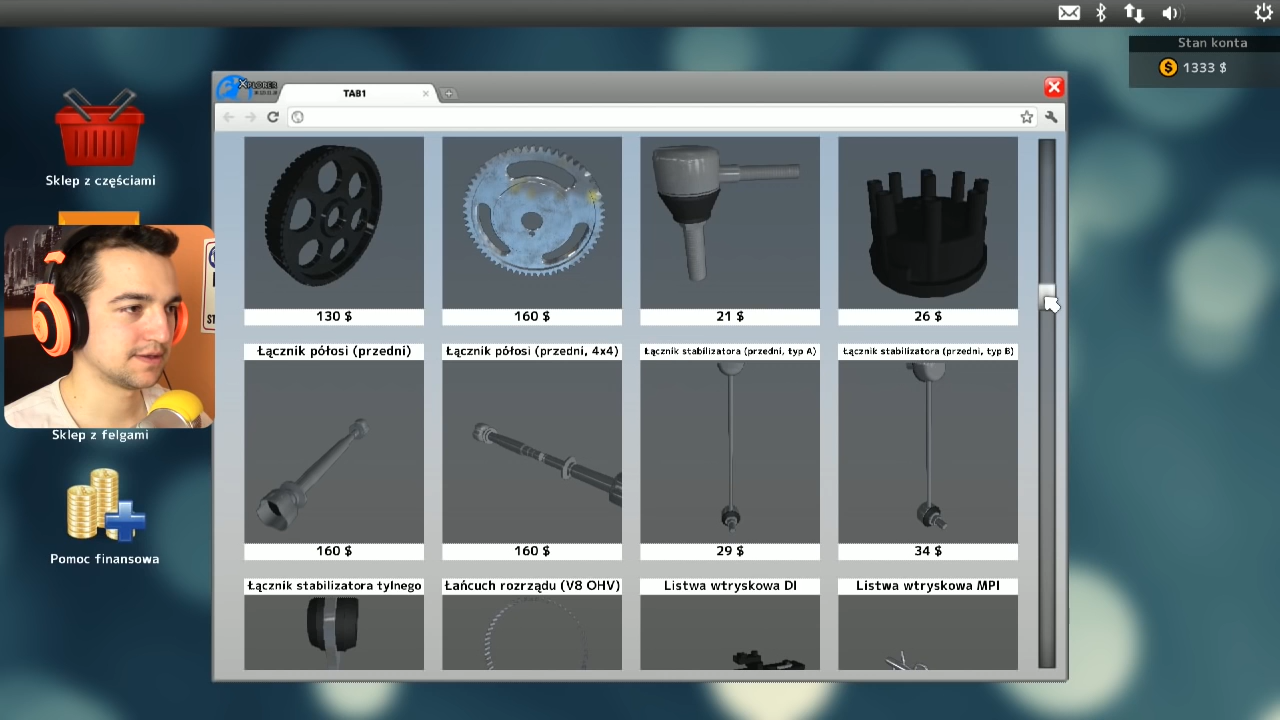 Stan konta
1333 $
XPLORER
TAB1
Sklep z częściami
130 $
160 $
21 $
26 $
Łącznik półosi (przedni)
Łącznik półosi (przedni, 4x4)
Łącznik stabilizatora (przedni, typ A)
Łącznik stabilizatora (przedni, typ B)
Sklep z felgami
160 $
160 $
29 $
34 $
Pomoc finansowa
Łącznik stabilizatora tylnego
Łańcuch rozrządu (V8 OHV)
Listwa wtryskowa DI
Listwa wtryskowa MPI